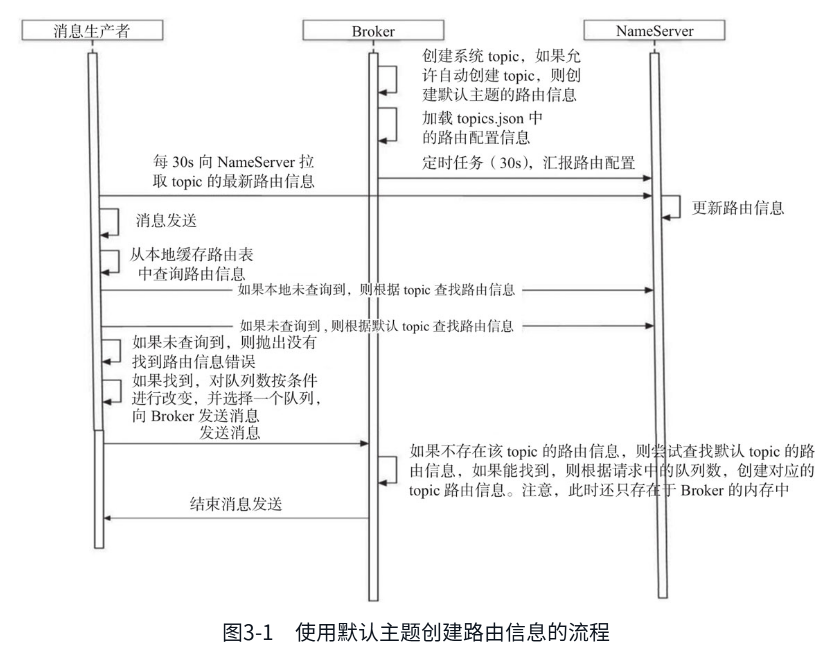 消息生产者
Broker
NameServer
创建系统 topic，如果允
许自动创建 topic，则创
建默认主题的路由信息
加载 topics.json 中
的路由配置信息
每 30s 向 NameServer 拉
取 topic 的最新路由信息
定时任务（30s），汇报路由配置
更新路由信息
消息发送
从本地缓存路由表
中查询路由信息
如果本地未查询到，则根据 topic 查找路由信息
如果未查询到，则根据默认 topic 查找路由信息
如果未查询到，则抛出没有
找到路由信息错误
如果找到，对队列数按条件
进行改变，并选择一个队列，
向 Broker 发送消息
发送消息
如果不存在该 topic 的路由信息，则尝试查找默认 topic 的路
由信息，如果能找到，则根据请求中的队列数，创建对应的
topic 路由信息。注意，此时还只存在于 Broker 的内存中
结束消息发送
图3-1 使用默认主题创建路由信息的流程